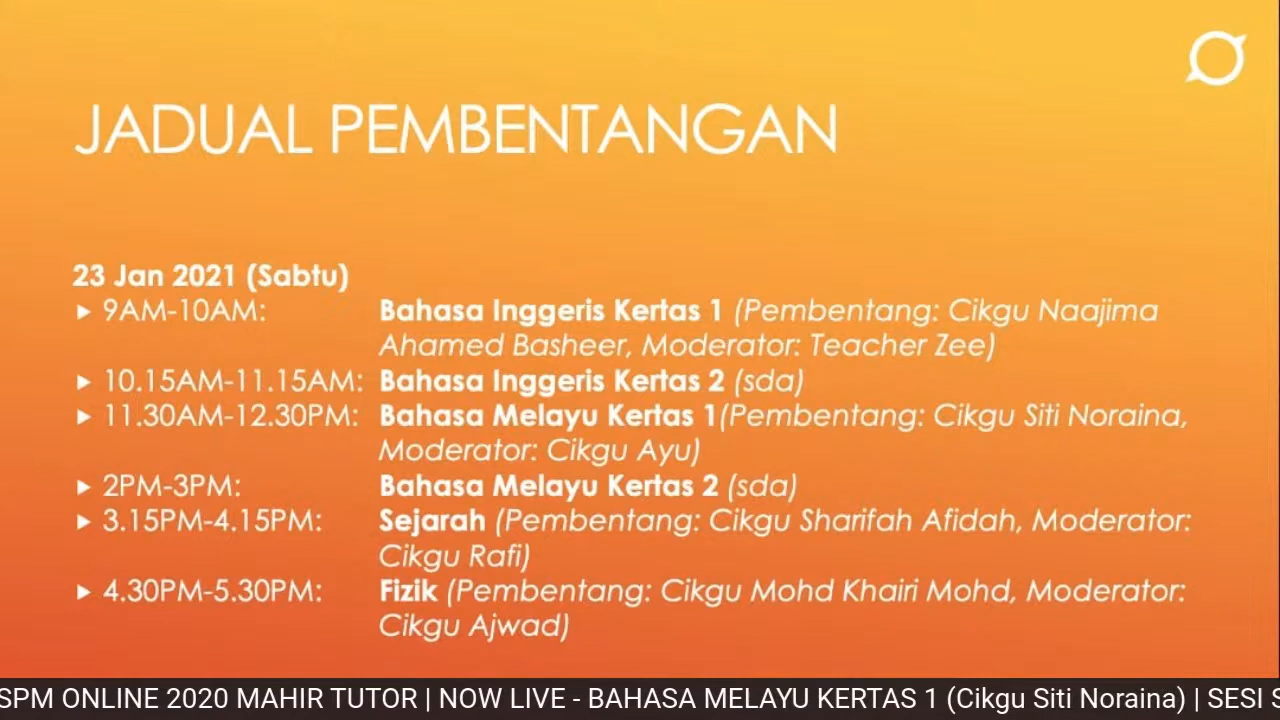 JADUAL PEMBENTANGAN
23 Jan 2021 (Sabtu)
9AM-10AM: Bahasa Inggeris Kertas 1 (Pembentang: Cikgu Naajima
Ahamed Basheer, Moderator: Teacher Zee)
10.15AM-11.15AM: Bahasa Inggeris Kertas 2 (sda)
11.30AM-12.30PM: Bahasa Melayu Kertas 1(Pembentang: Cikgu Siti Noraina,
Moderator: Cikgu Ayu)
2PM-3PM: Bahasa Melayu Kertas 2 (sda)
3.15PM-4.15PM: Sejarah (Pembentang: Cikgu Sharifah Afidah, Moderator:
Cikgu Rafi)
4.30PM-5.30PM: Fizik (Pembentang: Cikgu Mohd Khairi Mohd, Moderator:
Cikgu Ajwad)
SPM ONLINE 2020 MAHIR TUTOR | NOW LIVE - BAHASA MELAYU KERTAS 1 (Cikgu Siti Noraina) | SESI